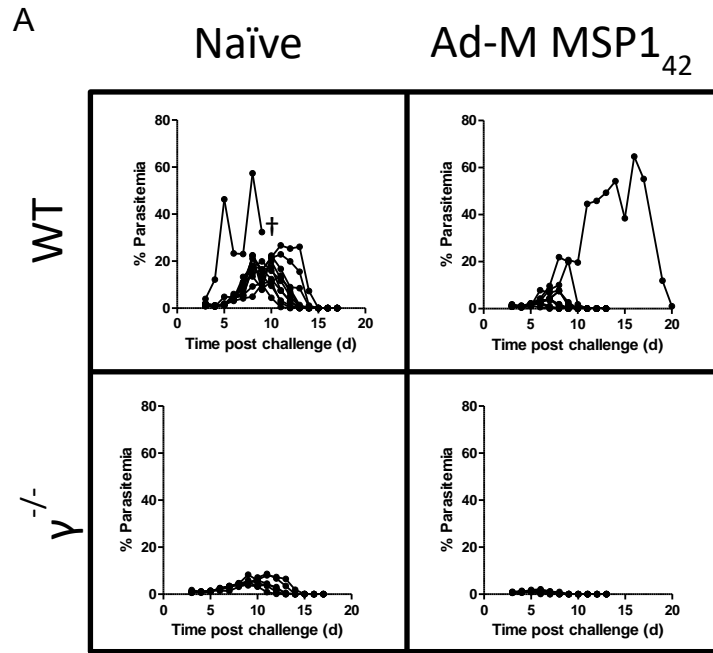 A
Naïve Ad-M MSP1₄₂
WT
80
60
40
20
0
% Parasitemia
†
0 5 10 15 20
Time post challenge (d)
80
60
40
20
0
% Parasitemia
0 5 10 15 20
Time post challenge (d)
γ⁻/⁻
80
60
40
20
0
% Parasitemia
0 5 10 15 20
Time post challenge (d)
80
60
40
20
0
% Parasitemia
0 5 10 15 20
Time post challenge (d)